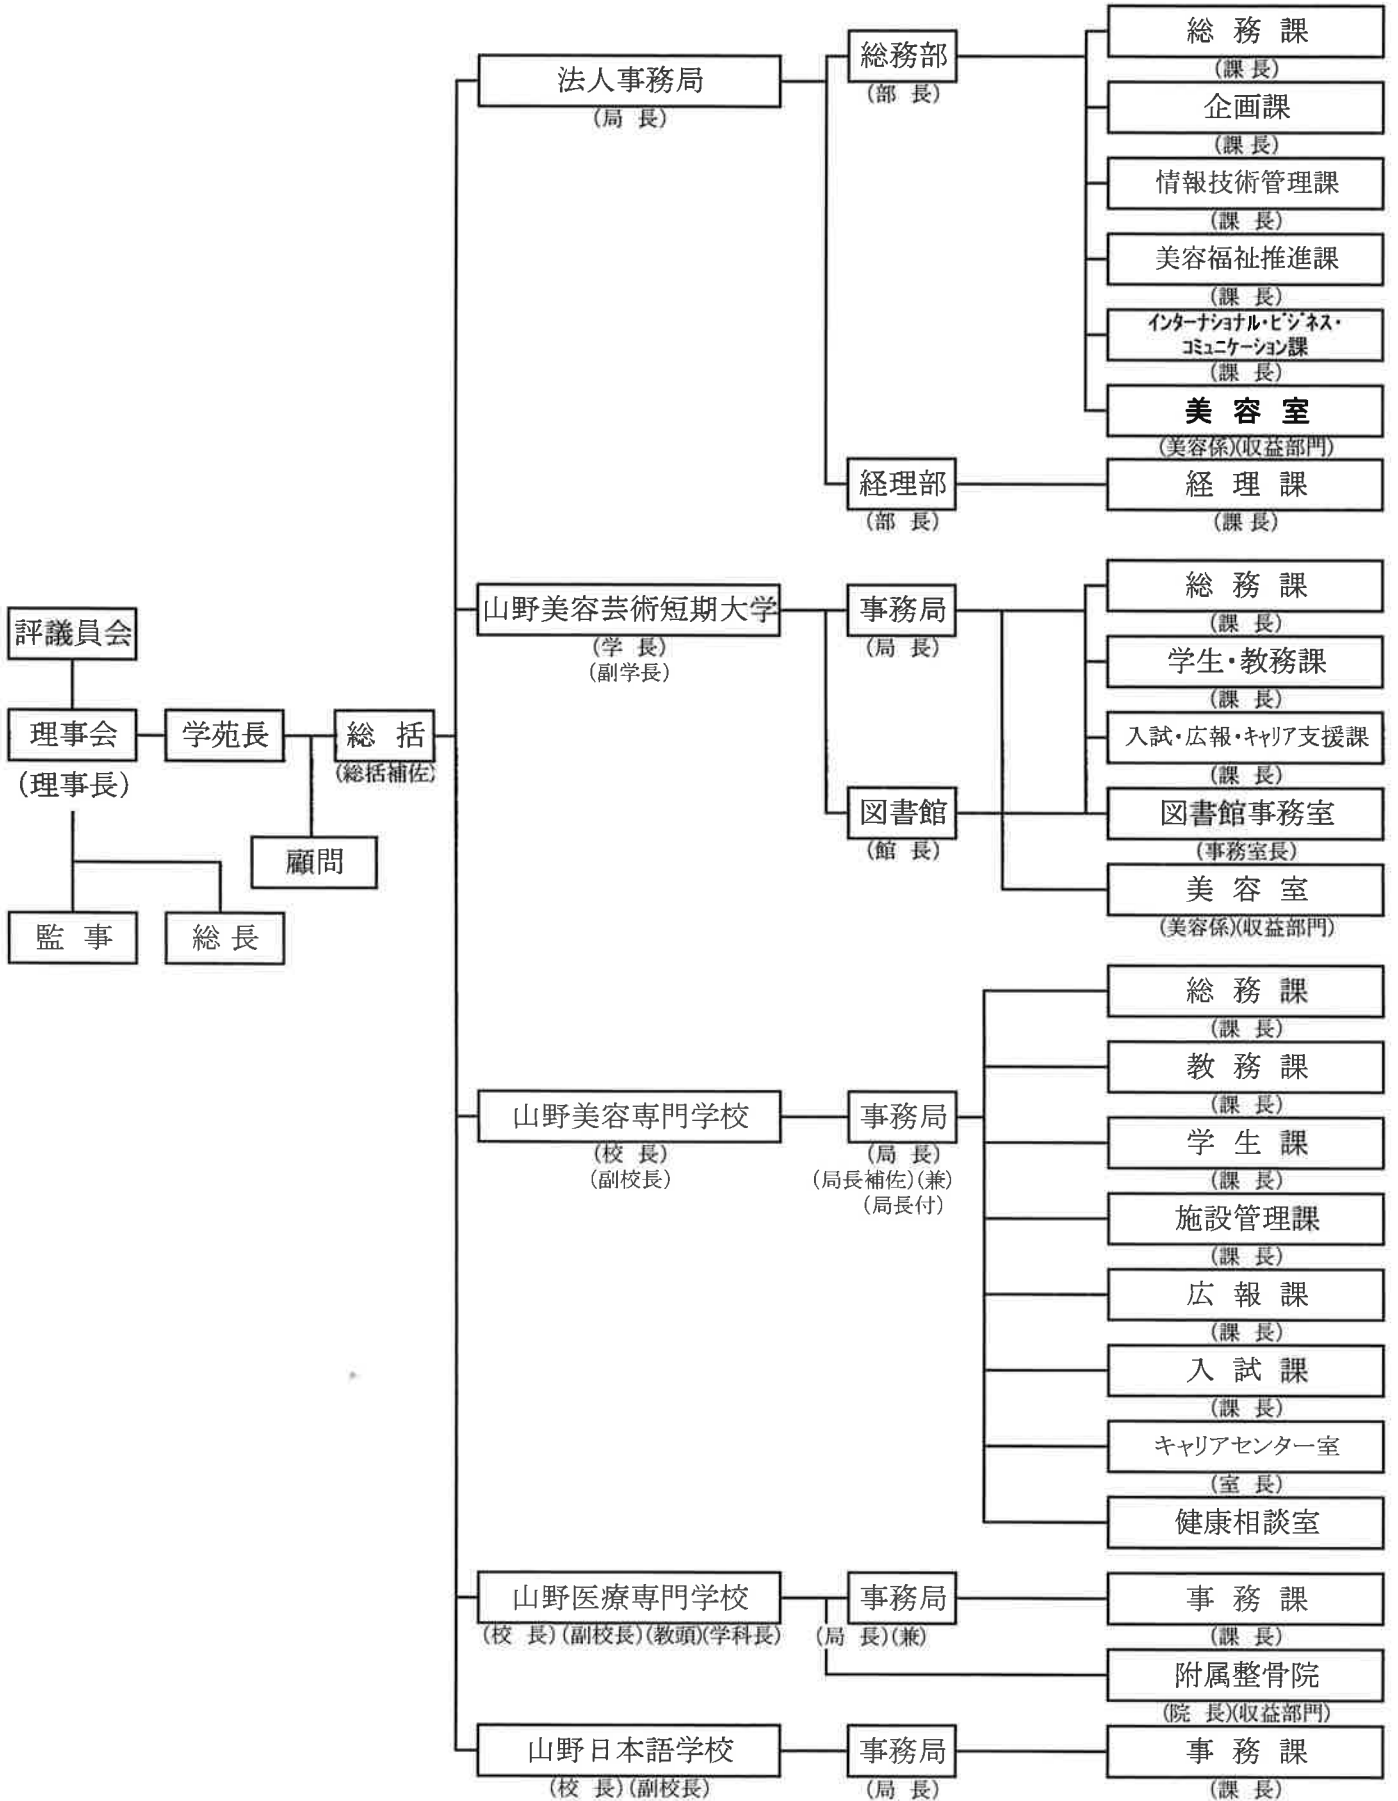 評議員会
理事会
(理事長)
監 事
総 長
学苑長
顧問
総 括
(総括補佐)
法人事務局
(局 長)
総務部
(部 長)
総 務 課
(課 長)
企画課
(課 長)
情報技術管理課
(課 長)
美容福祉推進課
(課 長)
インターナショナル・ビジネス・
コミュニケーション課
(課 長)
美 容 室
(美容係)(収益部門)
経理部
(部 長)
経 理 課
(課 長)
山野美容芸術短期大学
(学 長)
(副学長)
事務局
(局 長)
総 務 課
(課 長)
学生・教務課
(課 長)
入試・広報・キャリア支援課
(課 長)
図書館
(館 長)
図書館事務室
(事務室長)
美 容 室
(美容係)(収益部門)
山野美容専門学校
(校 長)
(副校長)
事務局
(局 長)
(局長補佐)(兼)
(局長付)
総 務 課
(課 長)
教 務 課
(課 長)
学 生 課
(課 長)
施設管理課
(課 長)
広 報 課
(課 長)
入 試 課
(課 長)
キャリアセンター室
(室 長)
健康相談室
山野医療専門学校
(校 長)(副校長)(教頭)(学科長)
事務局
(局 長)(兼)
事 務 課
(課 長)
附属整骨院
(院 長)(収益部門)
山野日本語学校
(校 長)(副校長)
事務局
(局 長)
事 務 課
(課 長)